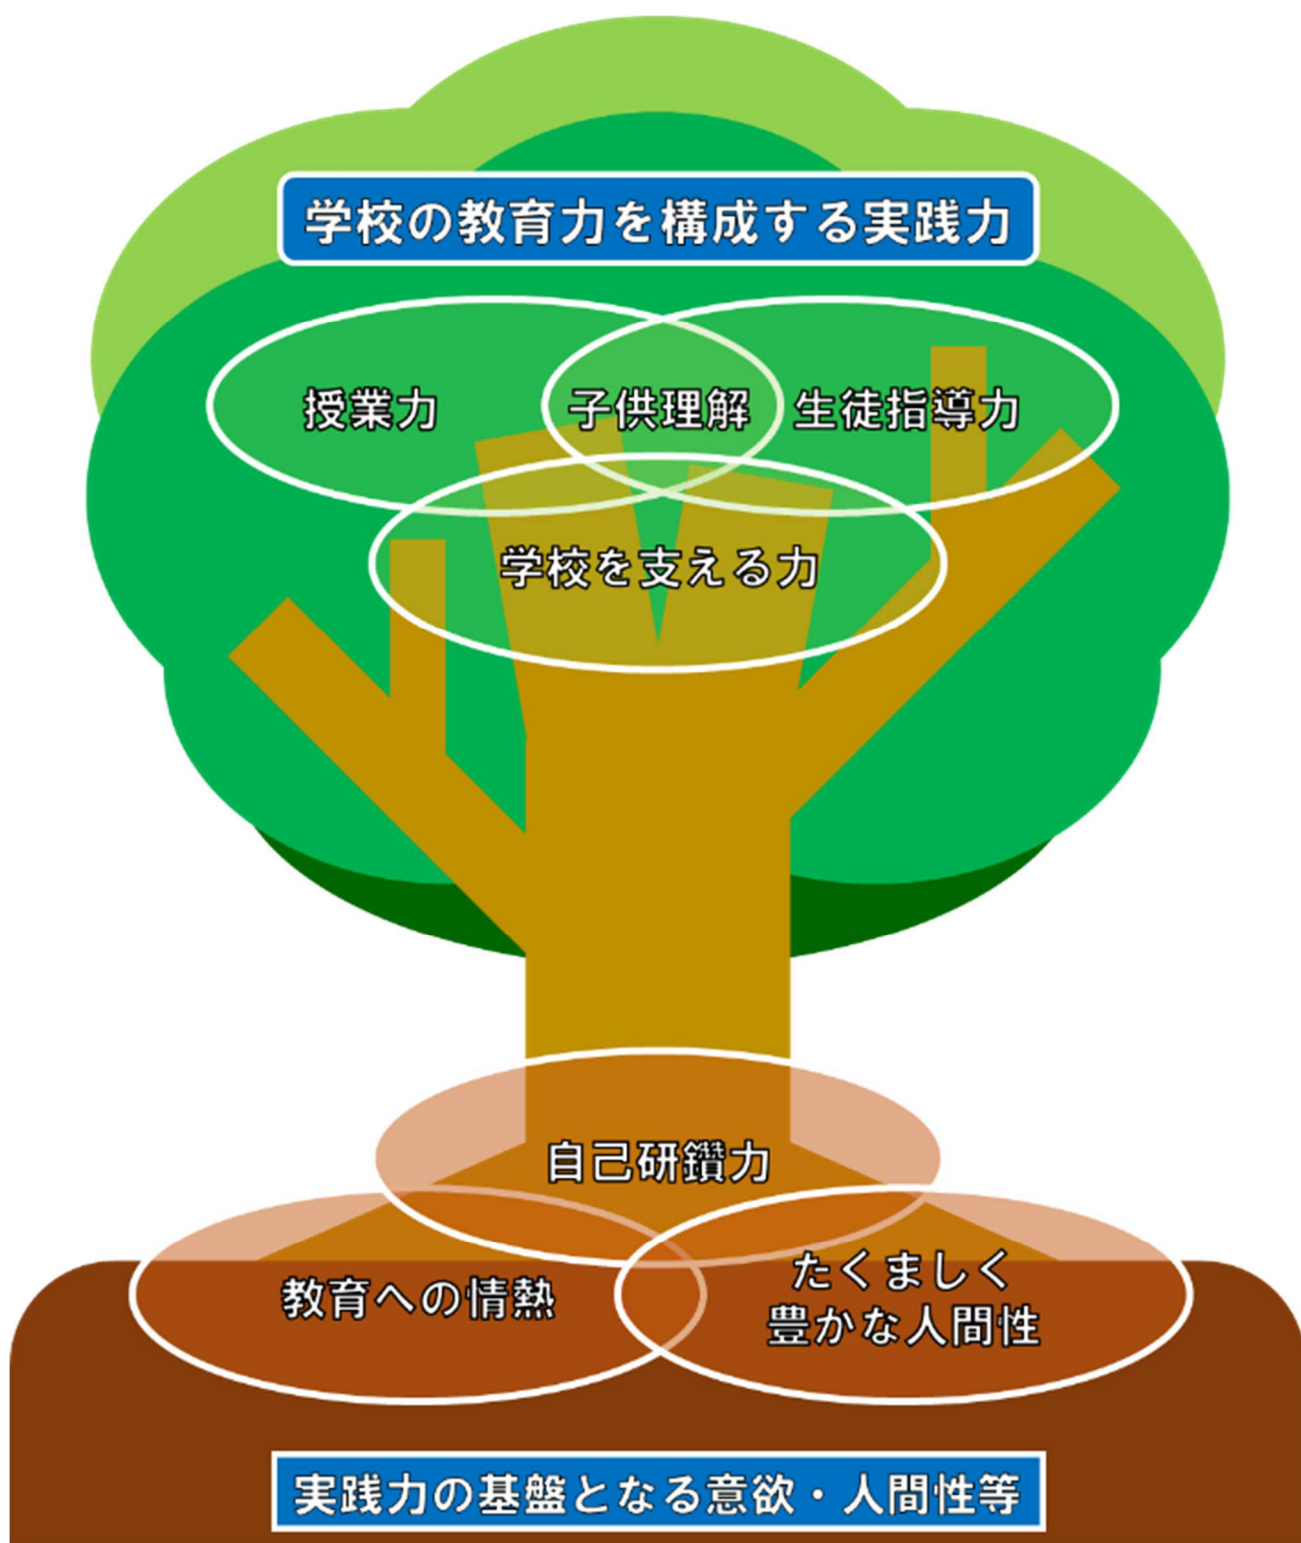 学校の教育力を構成する実践力
授業力
子供理解
生徒指導力
学校を支える力
自己研鑽力
教育への情熱
たくましく
豊かな人間性
実践力の基盤となる意欲・人間性等